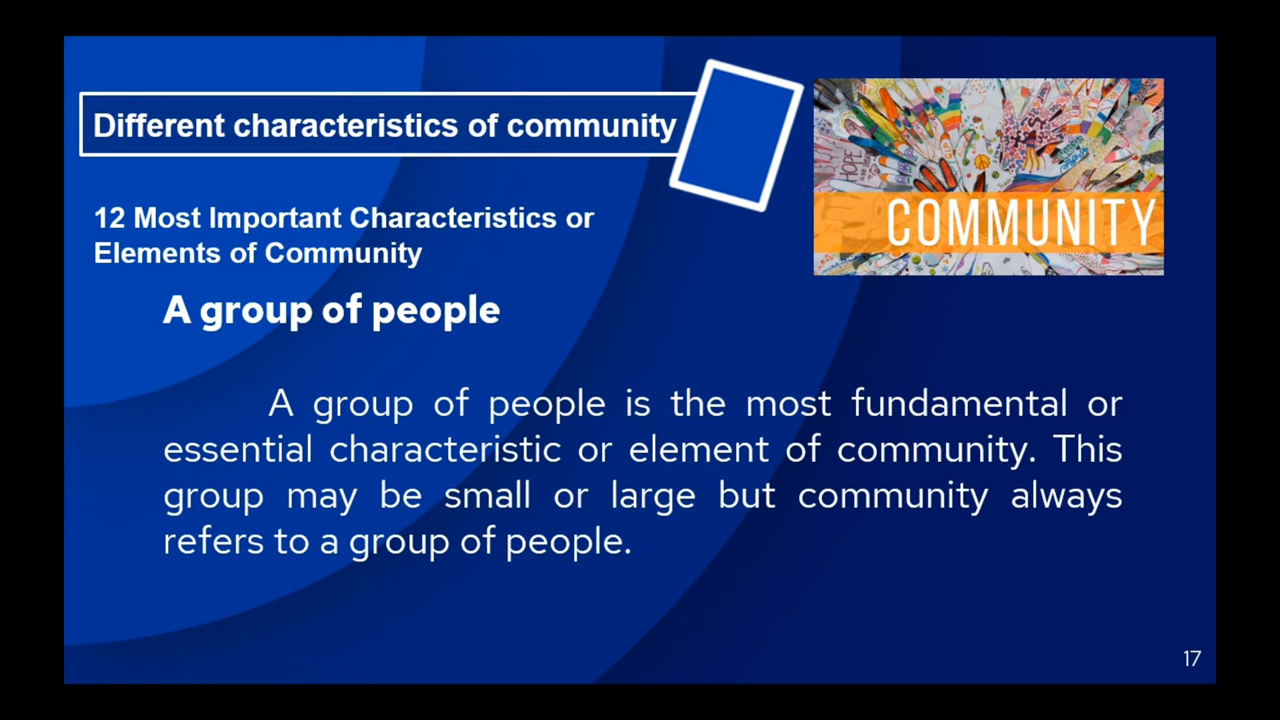 Different characteristics of community
HOPE
COMMUNITY
12 Most Important Characteristics or
Elements of Community
A group of people
A group of people is the most fundamental or
essential characteristic or element of community. This
group may be small or large but community always
refers to a group of people.
17